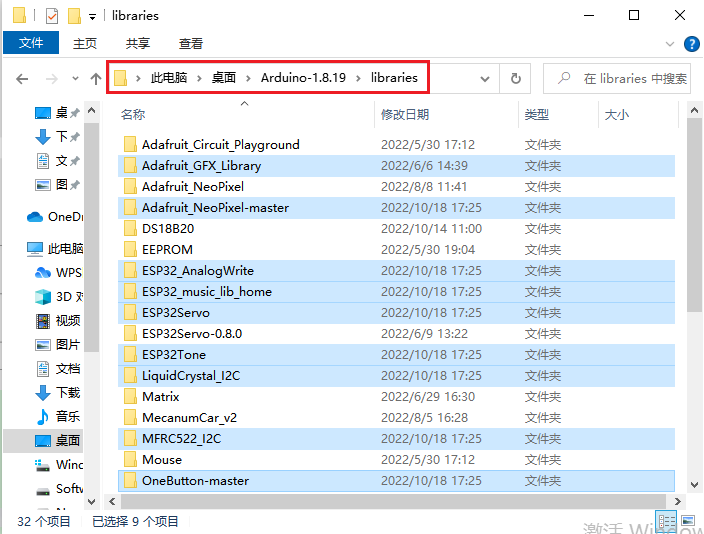 libraries
文件 主页 共享 查看
此电脑 桌面 Arduino-1.8.19 libraries 在 libraries 中搜索
名称 修改日期 类型 大小
Adafruit_Circuit_Playground 2022/5/30 17:12 文件夹
Adafruit_GFX_Library 2022/6/6 14:39 文件夹
Adafruit_NeoPixel 2022/8/8 11:41 文件夹
Adafruit_NeoPixel-master 2022/10/18 17:25 文件夹
DS18B20 2022/10/14 11:00 文件夹
EEPROM 2022/5/30 19:04 文件夹
ESP32_AnalogWrite 2022/10/18 17:25 文件夹
ESP32_music_lib_home 2022/10/18 17:25 文件夹
ESP32Servo 2022/10/18 17:25 文件夹
ESP32Servo-0.8.0 2022/6/9 13:22 文件夹
ESP32Tone 2022/10/18 17:25 文件夹
LiquidCrystal_I2C 2022/10/18 17:25 文件夹
Matrix 2022/6/29 16:30 文件夹
MecanumCar_v2 2022/8/5 16:28 文件夹
MFRC522_I2C 2022/10/18 17:25 文件夹
Mouse 2022/5/30 17:12 文件夹
OneButton-master 2022/10/18 17:25 文件夹
桌
下
文
图
OneDr
此电脑
WPS
3D 对
视频
图片
文档
下载
音乐
桌面
Wind
Softw
32 个项目 已选择 9 个项目
激活 Window